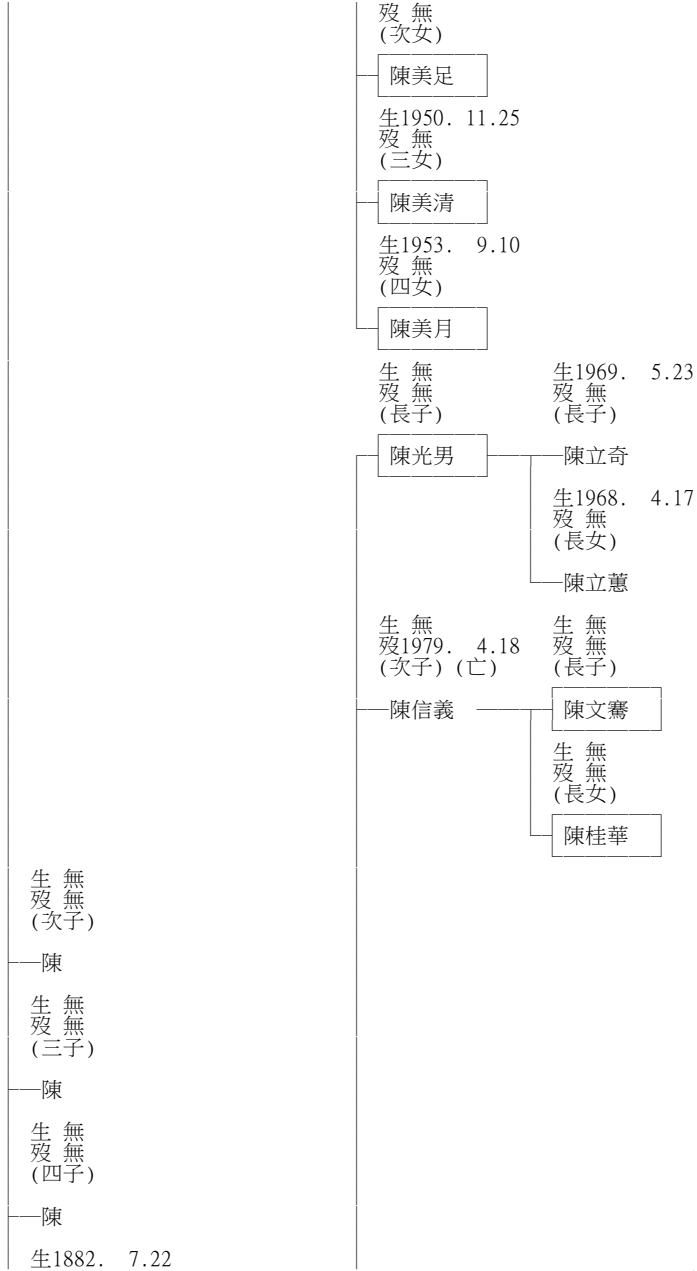 歿 無
(次女)
陳美足
生1950. 11.25
歿 無
(三女)
陳美清
生1953. 9.10
歿 無
(四女)
陳美月
生 無 生1969. 5.23
歿 無 歿 無
(長子) (長子)
陳光男 陳立奇
生1968. 4.17
歿 無
(長女)
陳立蕙
生 無 生 無
歿1979. 4.18 歿 無
(次子)(亡) (長子)
陳信義 陳文騫
生 無
歿 無
(長女)
陳桂華
生 無
歿 無
(次子)
陳
生 無
歿 無
(三子)
陳
生 無
歿 無
(四子)
陳
生1882. 7.22